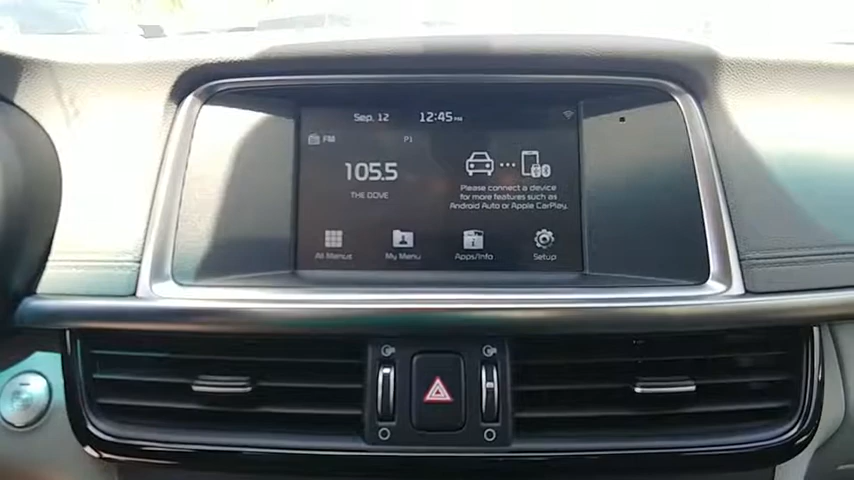 Sep. 12 12:45 PM
FM P1
105.5
THE DOVE
Please connect a device
for more features such as
Android Auto or Apple CarPlay.
All Menus My Menu Apps/Info Setup